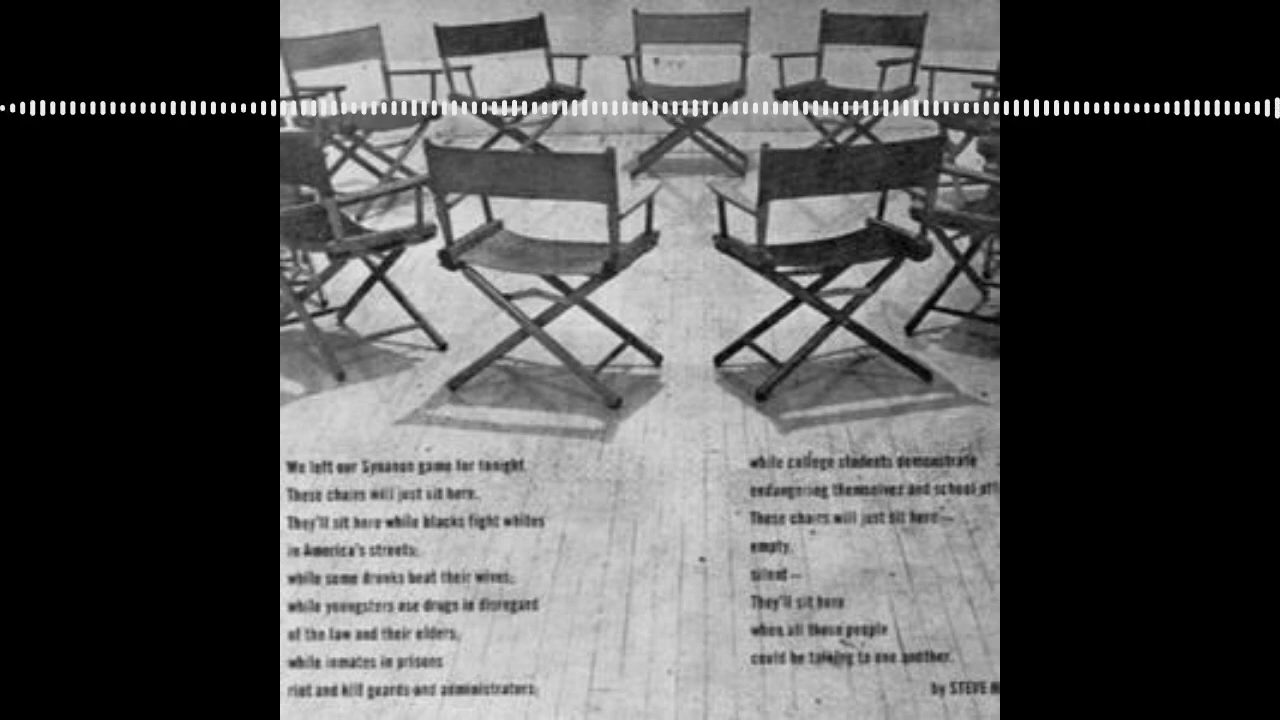 We left our Synanon game for tonight.
These chairs will just sit here.
They'll sit here while blacks fight whites
in America's streets;
while some drunks beat their wives;
while youngsters use drugs in disregard
of the law and their elders,
while inmates in prisons
riot and kill guards and administrators;
while college students demonstrate
endangering themselves and school
These chairs will just sit here—
empty,
silent—
They'll sit here
when all these people
could be talking to one another.
by STEVE